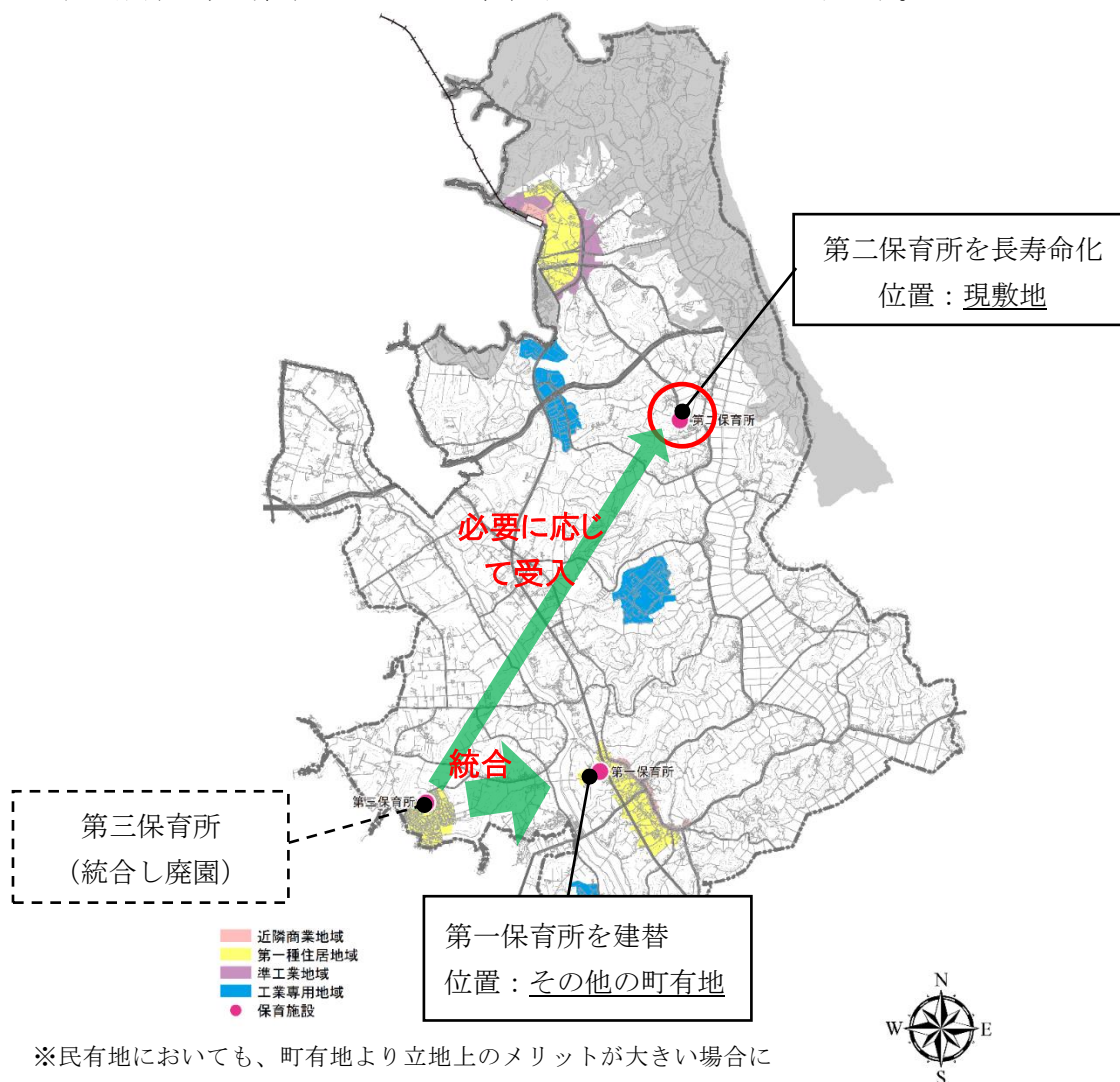 第二保育所を長寿命化
位置：現敷地
第二保育所
必要に応じ
て受入
統合
第一保育所
第三保育所
第三保育所
(統合し廃園)
第一保育所を建替
位置：その他の町有地
近隣商業地域
第一種住居地域
準工業地域
工業専用地域
保育施設
N
W
E
S
※民有地においても、町有地より立地上のメリットが大きい場合に